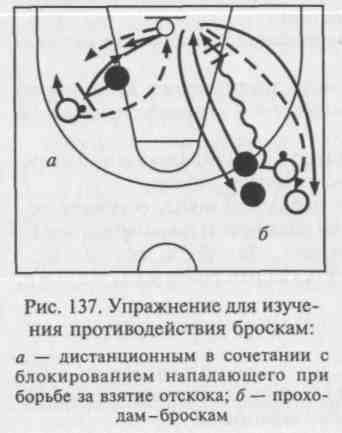 а
б
Рис. 137. Упражнение для изуче-
ния противодействия броскам:
а — дистанционным в сочетании с
блокированием нападающего при
борьбе за взятие отскока; б — прохо-
дам–броскам